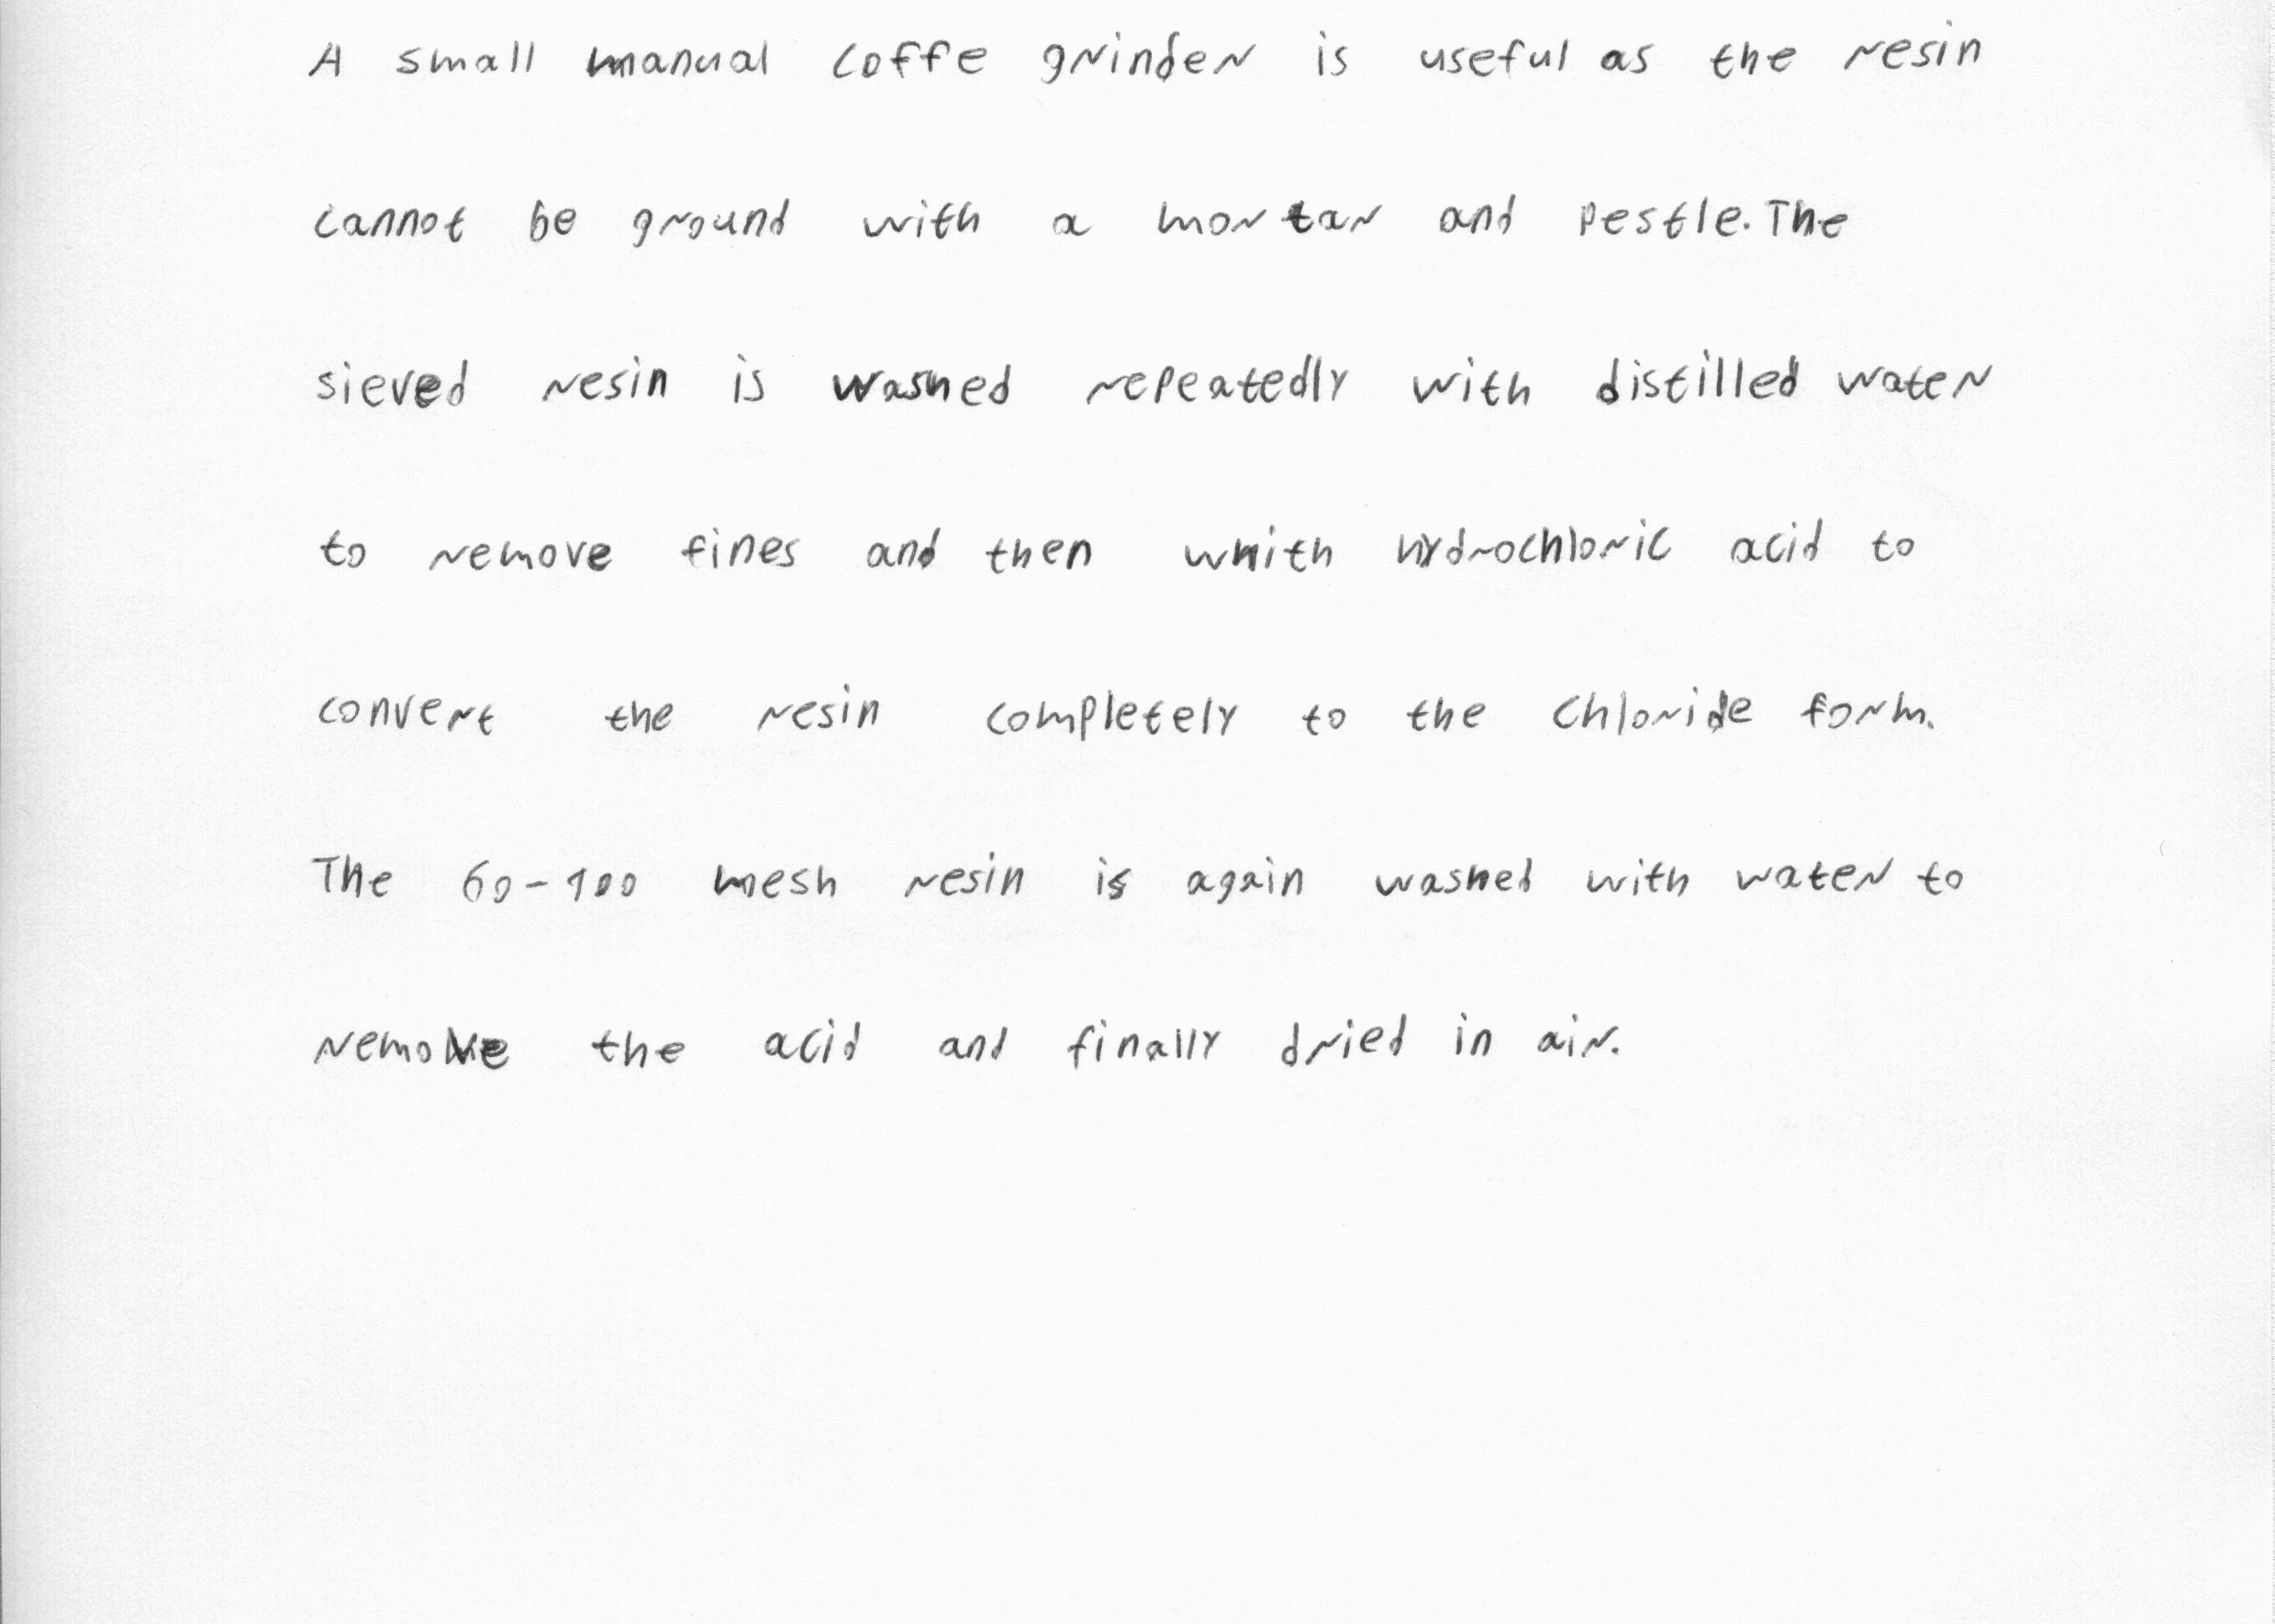 A small manual coffe grinder is useful as the resin
cannot be ground with a mortar and pestle. The
sieved resin is washed repeatedly with distilled water
to remove fines and then whith hydrochloric acid to
convert the resin completely to the chloride form.
The 60-100 mesh resin is again washed with water to
remove the acid and finally dried in air.